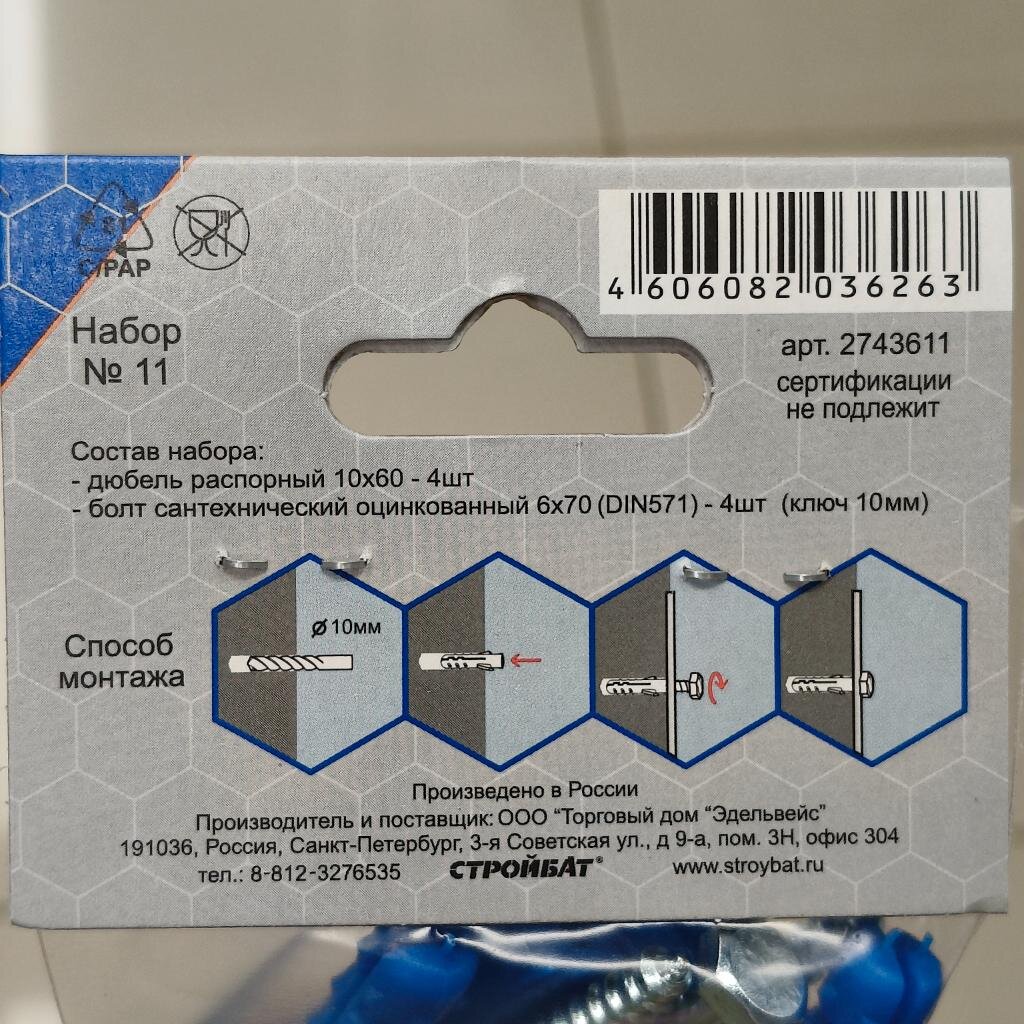 C/PAP
4 606082 036263
Набор
№ 11
арт. 2743611
сертификации
не подлежит
Состав набора:
- дюбель распорный 10х60 - 4шт
- болт сантехнический оцинкованный 6х70 (DIN571) - 4шт (ключ 10мм)
Способ
монтажа
Ø10мм
Произведено в России
Производитель и поставщик: ООО “Торговый дом “Эдельвейс”
191036, Россия, Санкт-Петербург, 3-я Советская ул., д 9-а, пом. 3Н, офис 304
тел.: 8-812-3276535 СТРОЙБАТ® www.stroybat.ru